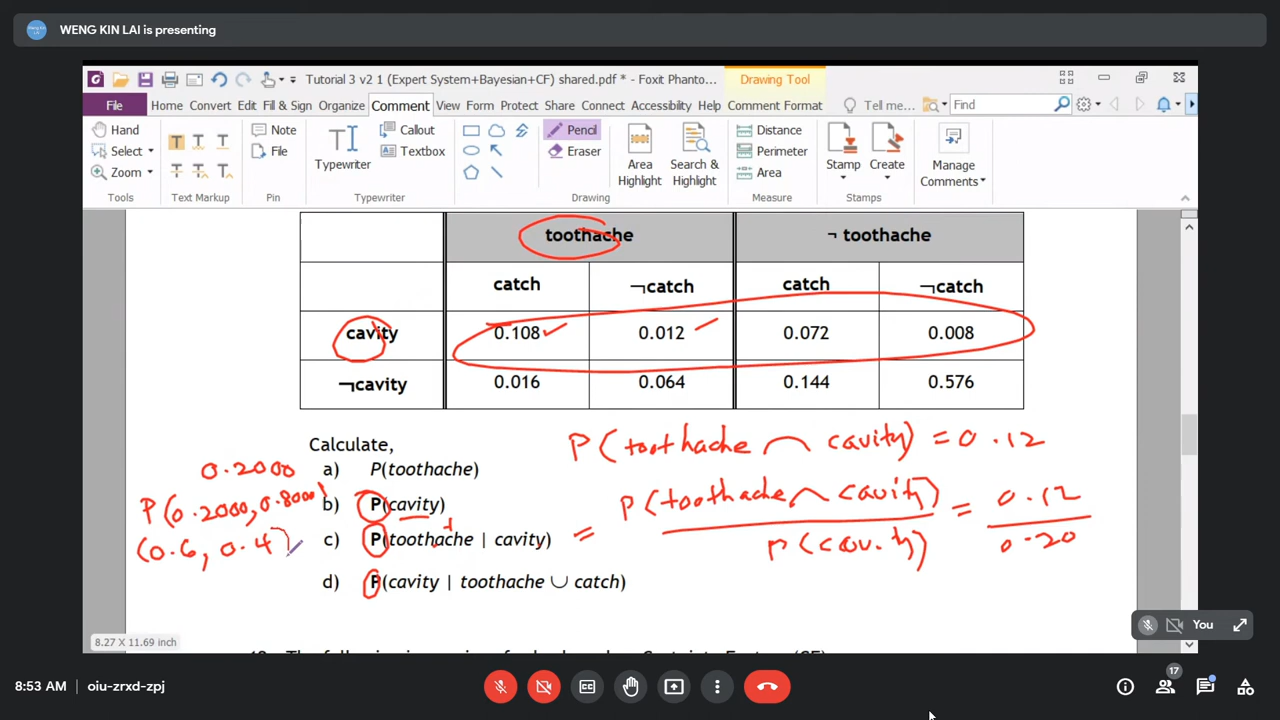 WENG KIN LAI is presenting
Tutorial 3 v2 1 (Expert System+Bayesian+CF) shared.pdf * - Foxit Phanto... Drawing Tool
File Home Convert Edit Fill & Sign Organize Comment View Form Protect Share Connect Accessibility Help Comment Format Tell me... Find
Hand Note Callout Pencil Distance
Select File Textbox Eraser Perimeter
Zoom Typewriter Area Highlight Search & Highlight Area Stamp Create Manage Comments
Tools Text Markup Pin Typewriter Drawing Measure Stamps
toothache ¬ toothache
catch ¬catch catch ¬catch
cavity 0.108 0.012 0.072 0.008
¬cavity 0.016 0.064 0.144 0.576
Calculate, P(toothache ∩ cavity) = 0.12
0.2000 a) P(toothache)
P(0.2000, 0.8000) b) P(cavity)
(0.6, 0.4) c) P(toothache | cavity) = P(toothache ∩ cavity) / P(cavity) = 0.12 / 0.20
d) P(cavity | toothache ∪ catch)
8.27 X 11.69 inch
You
8:53 AM oiu-zrxd-zpj
17